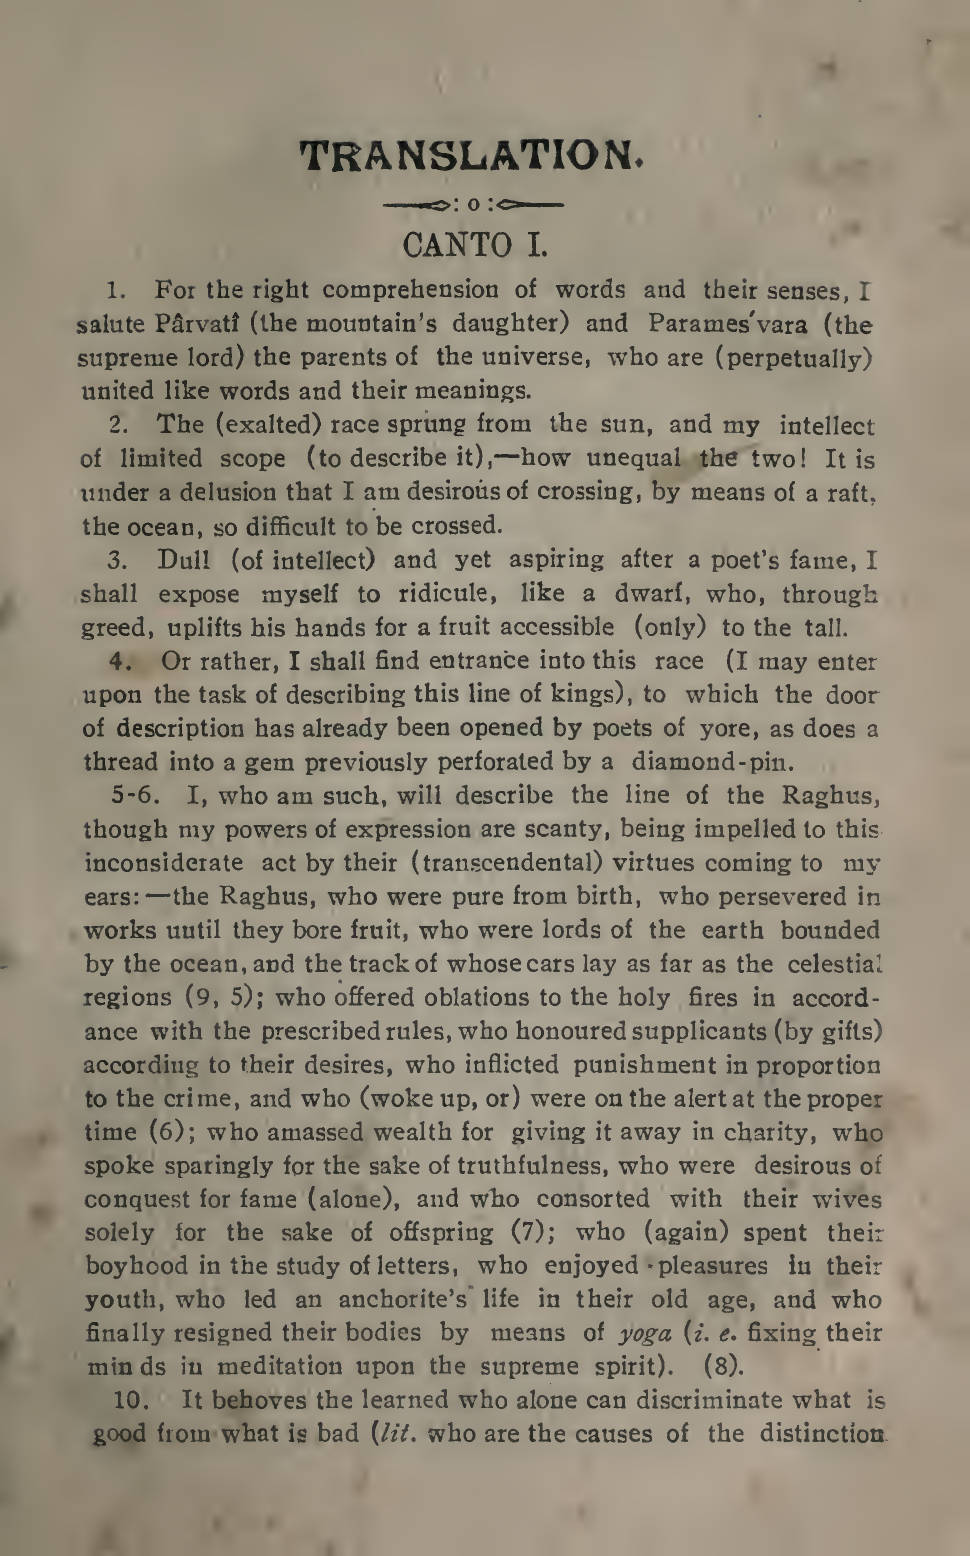 TRANSLATION.
: o :
CANTO I.
1. For the right comprehension of words and their senses, I
salute Pârvatî (the mountain's daughter) and Parames'vara (the
supreme lord) the parents of the universe, who are (perpetually)
united like words and their meanings.
2. The (exalted) race sprung from the sun, and my intellect
of limited scope (to describe it),—how unequal the two! It is
under a delusion that I am desirous of crossing, by means of a raft,
the ocean, so difficult to be crossed.
3. Dull (of intellect) and yet aspiring after a poet's fame, I
shall expose myself to ridicule, like a dwarf, who, through
greed, uplifts his hands for a fruit accessible (only) to the tall.
4. Or rather, I shall find entrance into this race (I may enter
upon the task of describing this line of kings), to which the door
of description has already been opened by poets of yore, as does a
thread into a gem previously perforated by a diamond-pin.
5-6. I, who am such, will describe the line of the Raghus,
though my powers of expression are scanty, being impelled to this
inconsiderate act by their (transcendental) virtues coming to my
ears:—the Raghus, who were pure from birth, who persevered in
works until they bore fruit, who were lords of the earth bounded
by the ocean, and the track of whose cars lay as far as the celestial
regions (9, 5); who offered oblations to the holy fires in accord-
ance with the prescribed rules, who honoured supplicants (by gifts)
according to their desires, who inflicted punishment in proportion
to the crime, and who (woke up, or) were on the alert at the proper
time (6); who amassed wealth for giving it away in charity, who
spoke sparingly for the sake of truthfulness, who were desirous of
conquest for fame (alone), and who consorted with their wives
solely for the sake of offspring (7); who (again) spent their
boyhood in the study of letters, who enjoyed pleasures in their
youth, who led an anchorite's life in their old age, and who
finally resigned their bodies by means of yoga (i. e. fixing their
minds in meditation upon the supreme spirit). (8).
10. It behoves the learned who alone can discriminate what is
good from what is bad (lit. who are the causes of the distinction